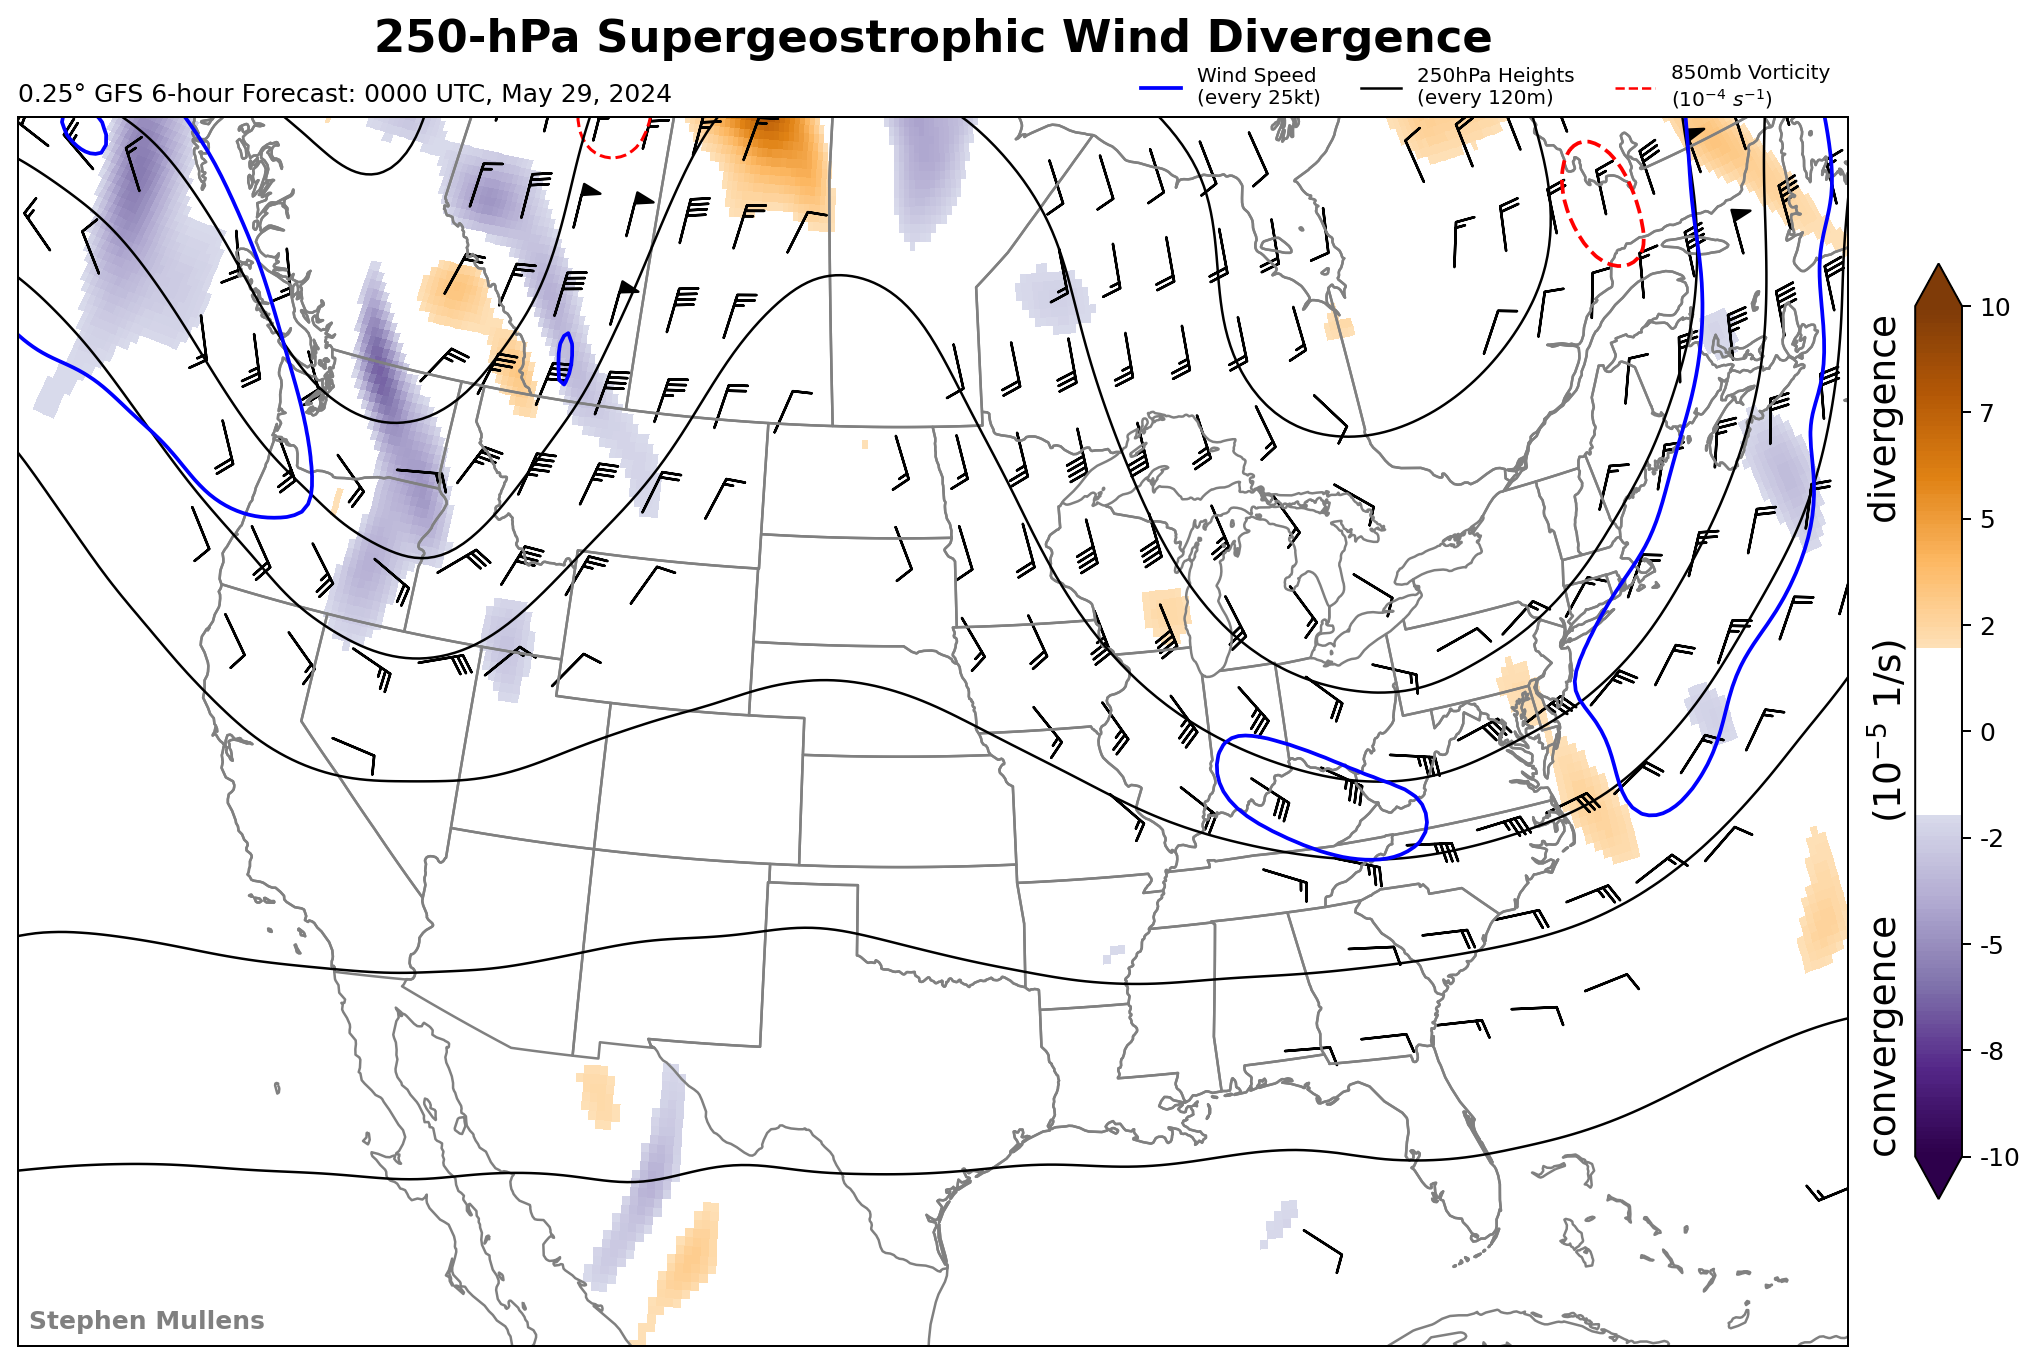 250-hPa Supergeostrophic Wind Divergence
0.25° GFS 6-hour Forecast: 0000 UTC, May 29, 2024
Wind Speed
(every 25kt)
250hPa Heights
(every 120m)
850mb Vorticity
(10⁻⁴ s⁻¹)
10
7
5
2
0
-2
-5
-8
-10
convergence (10⁻⁵ 1/s) divergence
Stephen Mullens